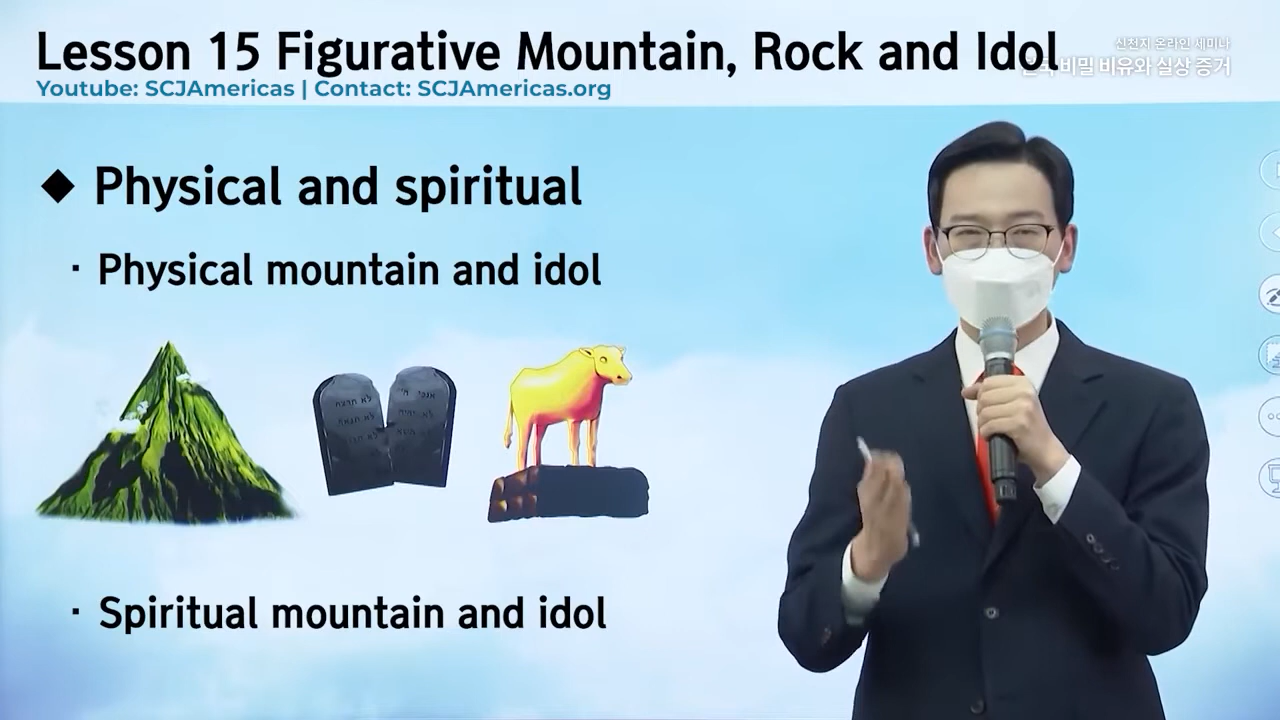 Lesson 15 Figurative Mountain, Rock and Idol
신천지 온라인 세미나
비밀 비유와 실상 증거
Youtube: SCJAmericas | Contact: SCJAmericas.org
◆ Physical and spiritual
· Physical mountain and idol
· Spiritual mountain and idol